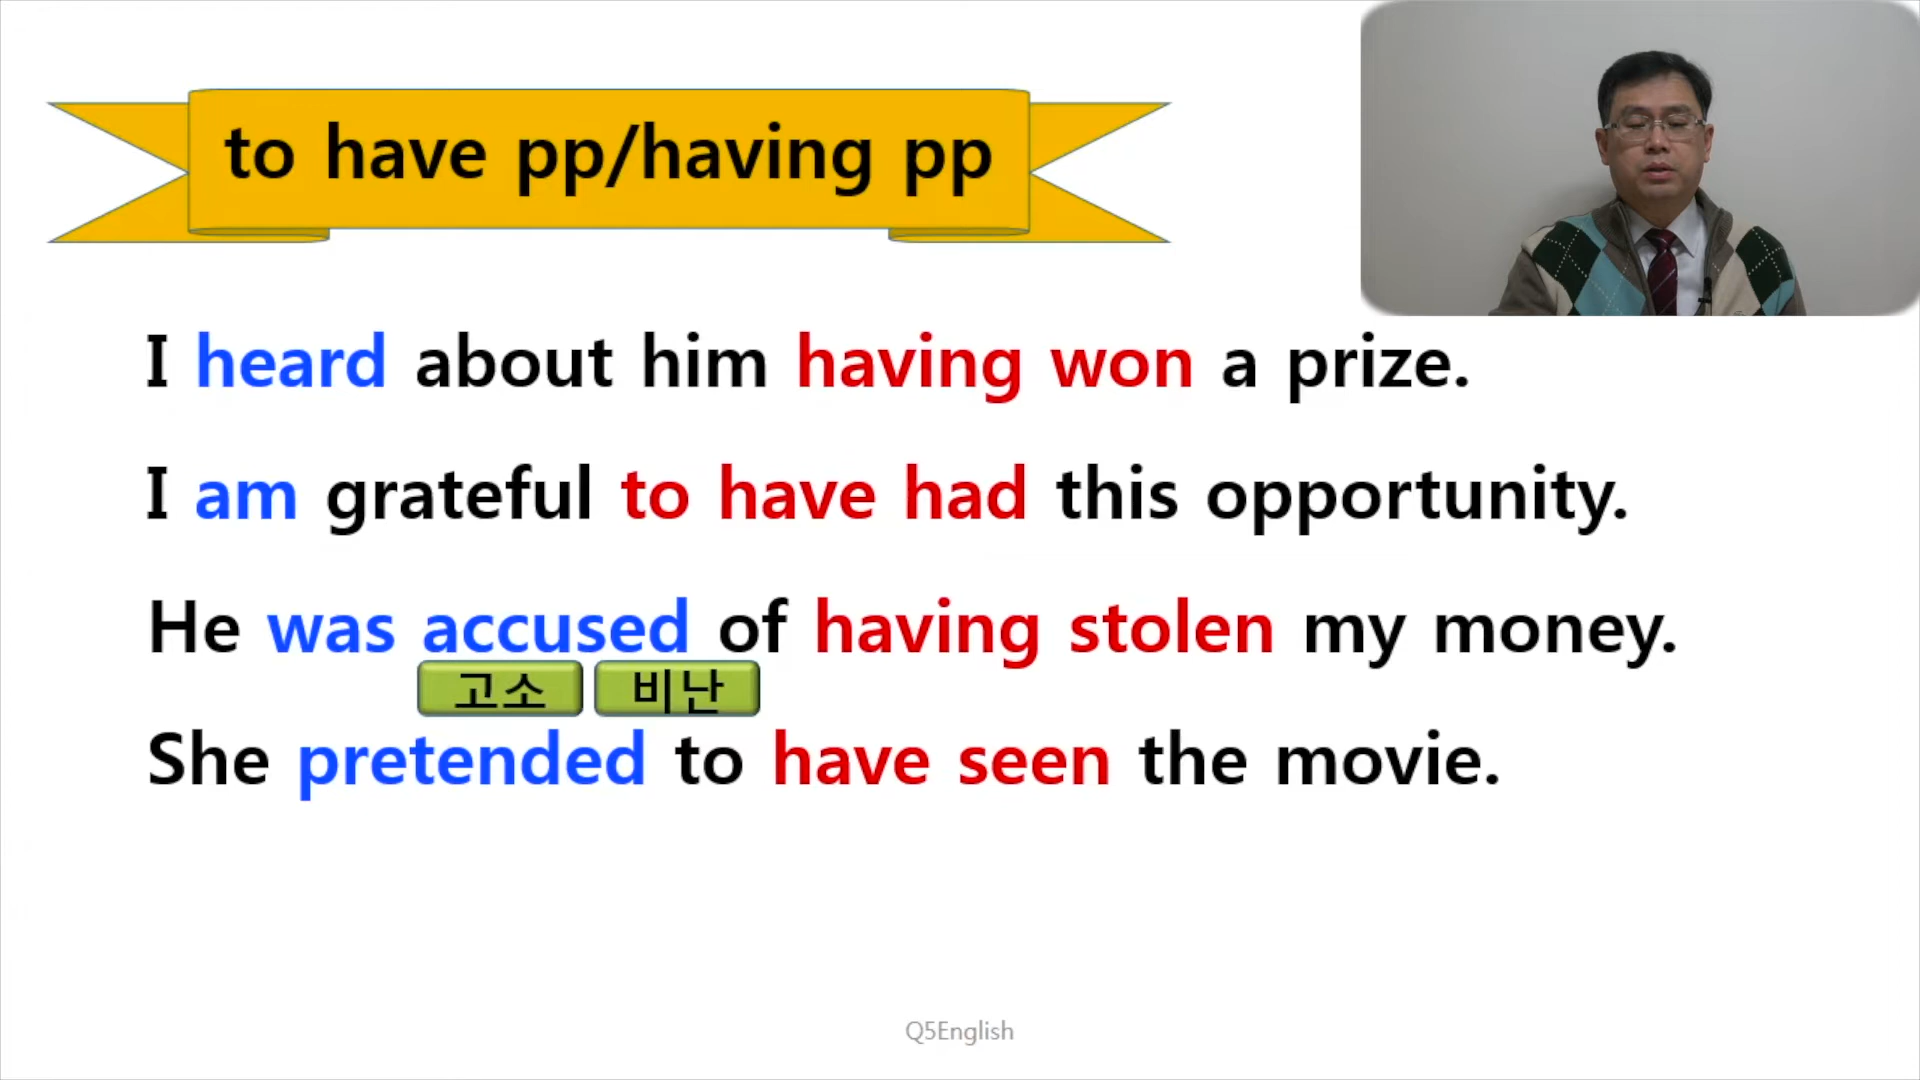 to have pp/having pp
I heard about him having won a prize.
I am grateful to have had this opportunity.
He was accused of having stolen my money.
고소 비난
She pretended to have seen the movie.
Q5English